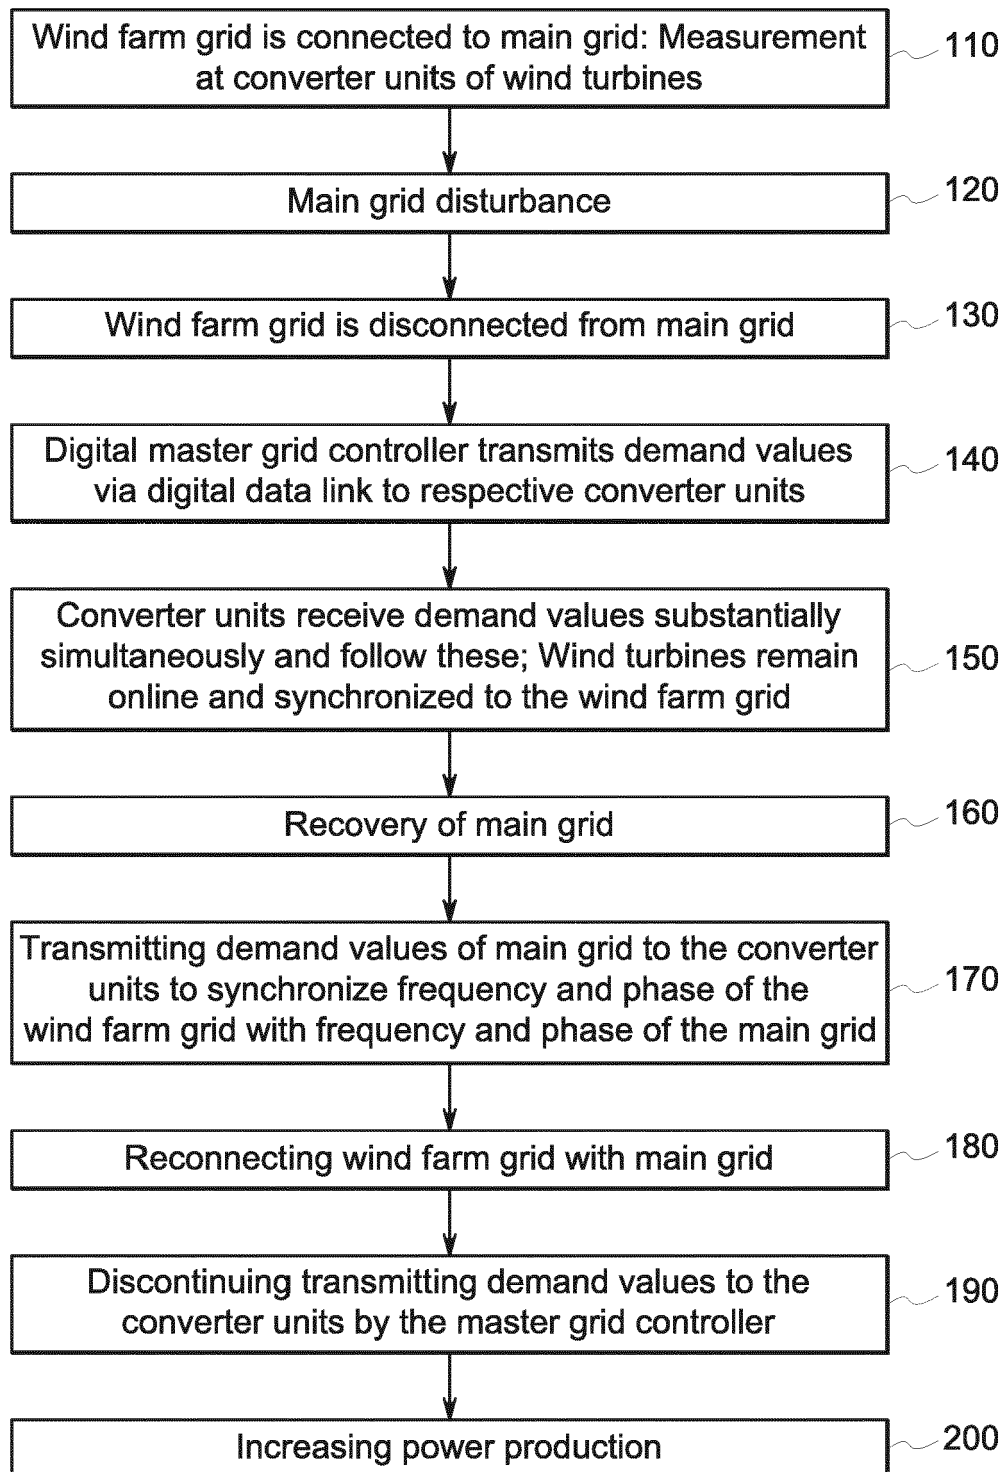 Wind farm grid is connected to main grid: Measurement
at converter units of wind turbines
110
Main grid disturbance
120
Wind farm grid is disconnected from main grid
130
Digital master grid controller transmits demand values
via digital data link to respective converter units
140
Converter units receive demand values substantially
simultaneously and follow these; Wind turbines remain
online and synchronized to the wind farm grid
150
Recovery of main grid
160
Transmitting demand values of main grid to the converter
units to synchronize frequency and phase of the
wind farm grid with frequency and phase of the main grid
170
Reconnecting wind farm grid with main grid
180
Discontinuing transmitting demand values to the
converter units by the master grid controller
190
Increasing power production
200